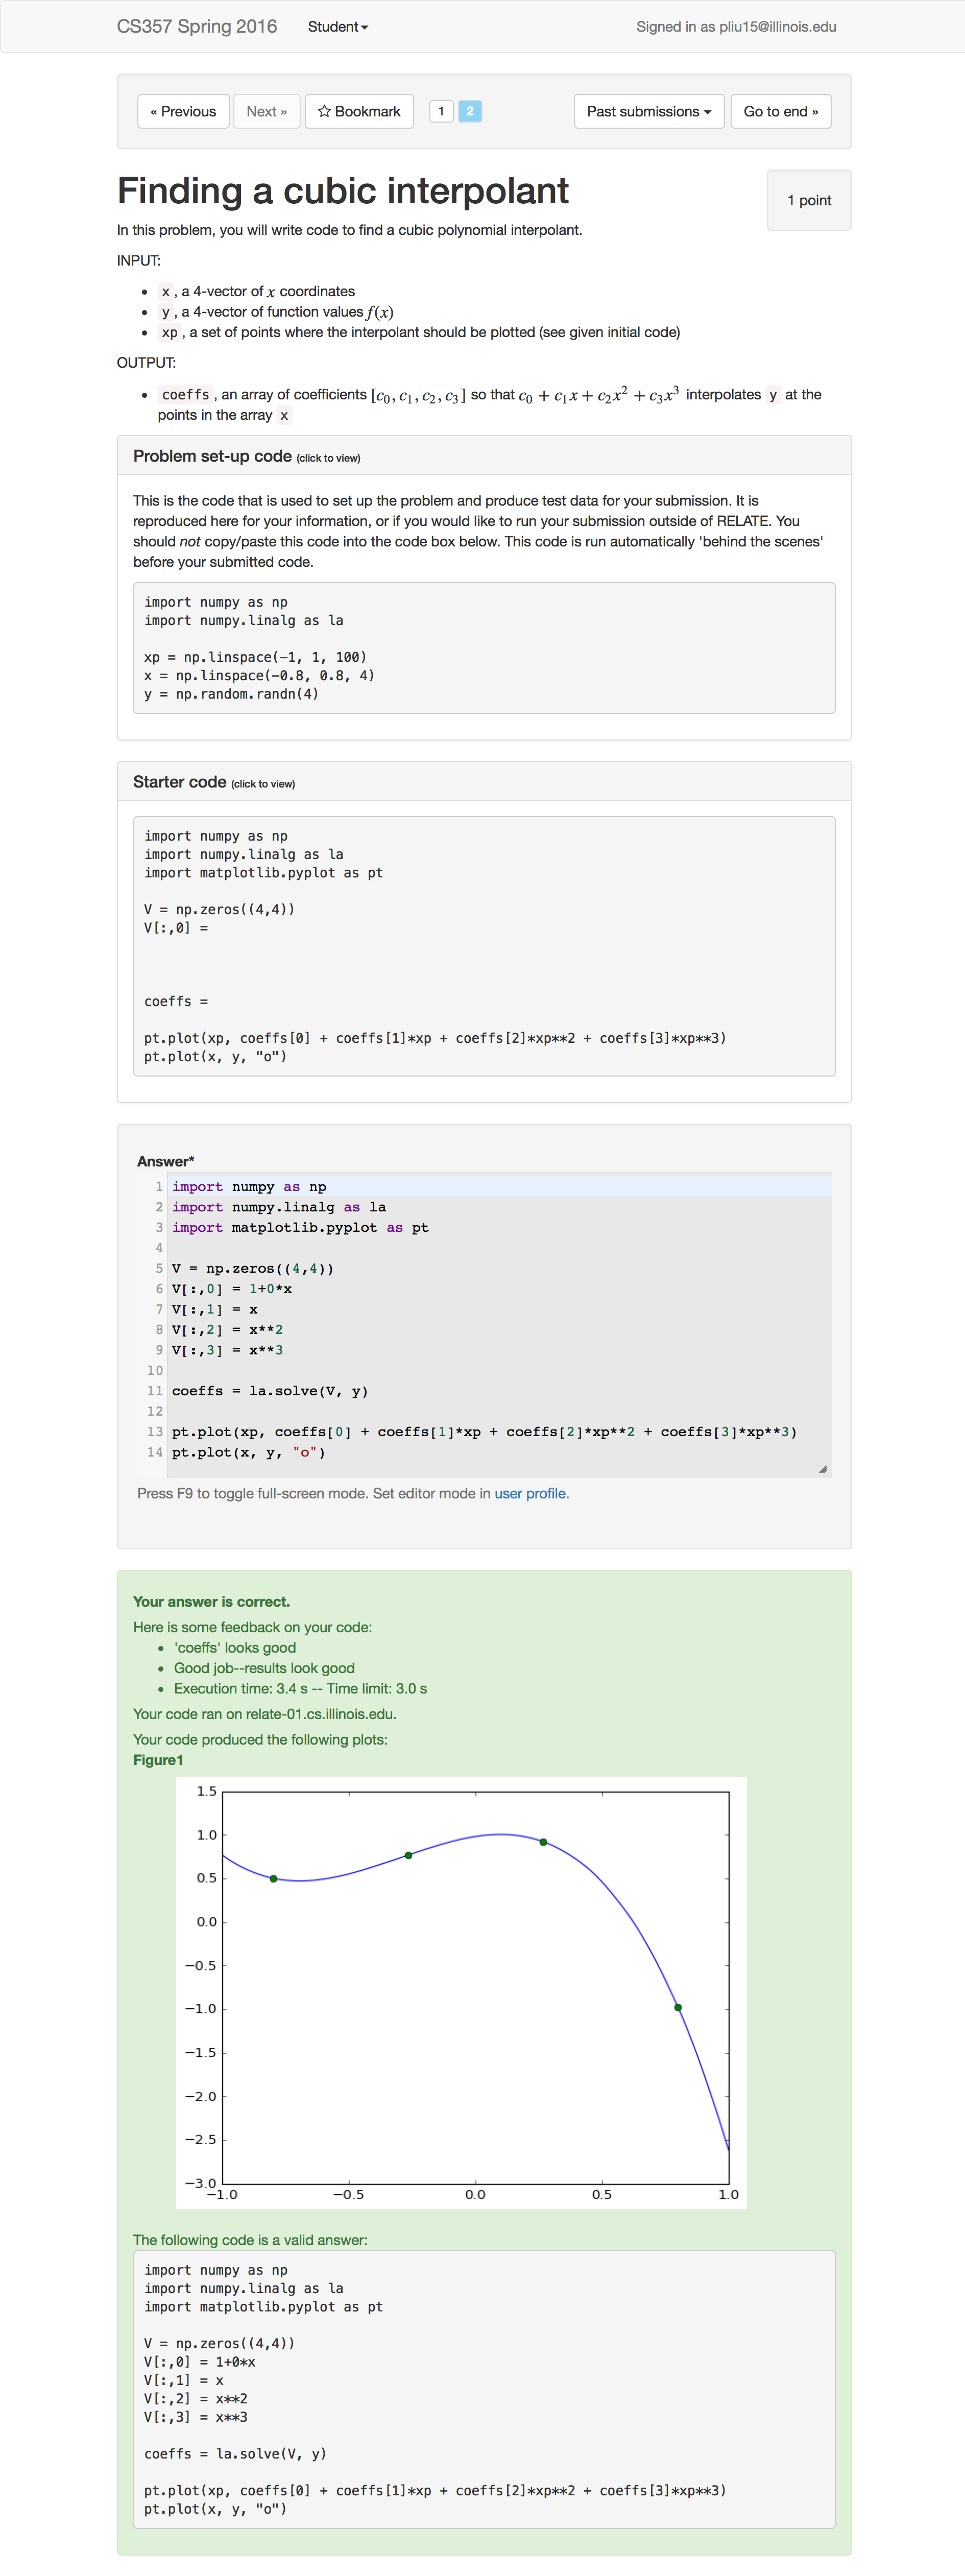 CS357 Spring 2016 Student Signed in as pliu15@illinois.edu
« Previous Next » Bookmark 1 2 Past submissions Go to end »
Finding a cubic interpolant
1 point
In this problem, you will write code to find a cubic polynomial interpolant.
INPUT:
• x , a 4-vector of x coordinates
• y , a 4-vector of function values f(x)
• xp , a set of points where the interpolant should be plotted (see given initial code)
OUTPUT:
• coeffs , an array of coefficients [c₀, c₁, c₂, c₃] so that c₀ + c₁x + c₂x² + c₃x³ interpolates y at the
points in the array x
Problem set-up code (click to view)
This is the code that is used to set up the problem and produce test data for your submission. It is
reproduced here for your information, or if you would like to run your submission outside of RELATE. You
should not copy/paste this code into the code box below. This code is run automatically 'behind the scenes'
before your submitted code.
import numpy as np
import numpy.linalg as la
xp = np.linspace(-1, 1, 100)
x = np.linspace(-0.8, 0.8, 4)
y = np.random.randn(4)
Starter code (click to view)
import numpy as np
import numpy.linalg as la
import matplotlib.pyplot as pt
V = np.zeros((4,4))
V[:,0] =
coeffs =
pt.plot(xp, coeffs[0] + coeffs[1]*xp + coeffs[2]*xp**2 + coeffs[3]*xp**3)
pt.plot(x, y, "o")
Answer*
1 import numpy as np
2 import numpy.linalg as la
3 import matplotlib.pyplot as pt
4
5 V = np.zeros((4,4))
6 V[:,0] = 1+0*x
7 V[:,1] = x
8 V[:,2] = x**2
9 V[:,3] = x**3
10
11 coeffs = la.solve(V, y)
12
13 pt.plot(xp, coeffs[0] + coeffs[1]*xp + coeffs[2]*xp**2 + coeffs[3]*xp**3)
14 pt.plot(x, y, "o")
Press F9 to toggle full-screen mode. Set editor mode in user profile.
Your answer is correct.
Here is some feedback on your code:
• 'coeffs' looks good
• Good job--results look good
• Execution time: 3.4 s -- Time limit: 3.0 s
Your code ran on relate-01.cs.illinois.edu.
Your code produced the following plots:
Figure1
1.5
1.0
0.5
0.0
−0.5
−1.0
−1.5
−2.0
−2.5
−3.0
−1.0 −0.5 0.0 0.5 1.0
The following code is a valid answer:
import numpy as np
import numpy.linalg as la
import matplotlib.pyplot as pt
V = np.zeros((4,4))
V[:,0] = 1+0*x
V[:,1] = x
V[:,2] = x**2
V[:,3] = x**3
coeffs = la.solve(V, y)
pt.plot(xp, coeffs[0] + coeffs[1]*xp + coeffs[2]*xp**2 + coeffs[3]*xp**3)
pt.plot(x, y, "o")